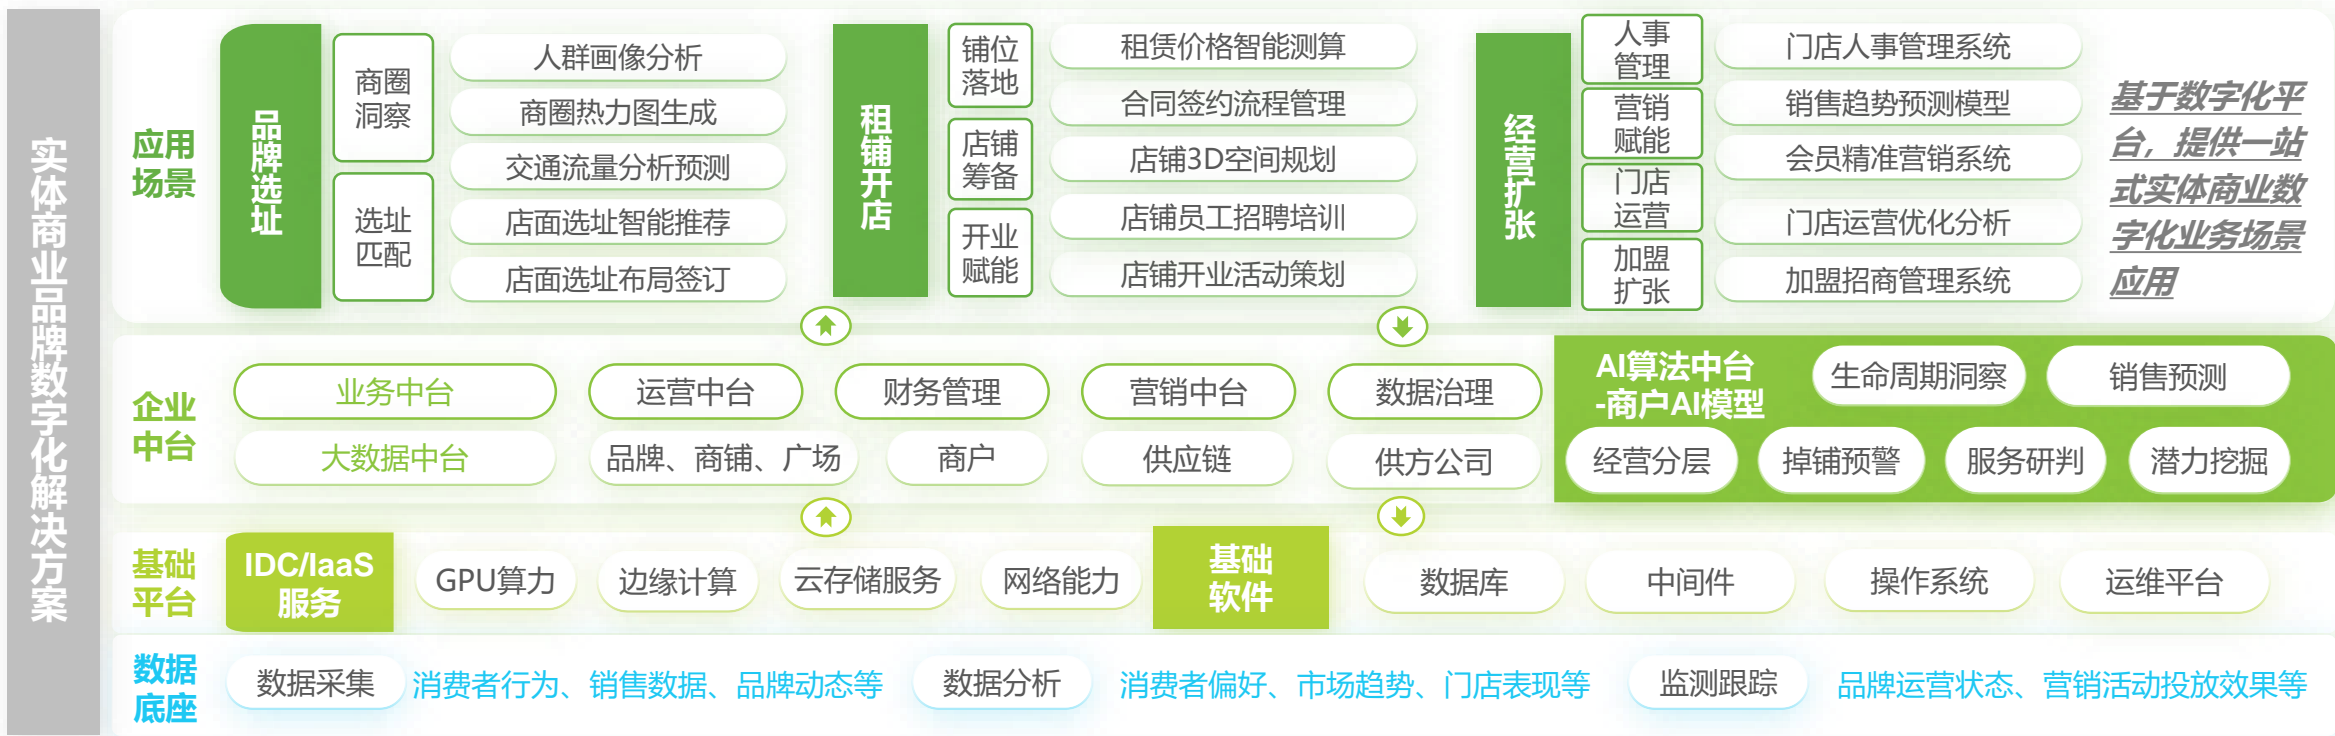 实体商业品牌数字化解决方案
应用
场景
品牌选址
商圈
洞察
选址
匹配
人群画像分析
商圈热力图生成
交通流量分析预测
店面选址智能推荐
店面选址布局签订
租铺开店
铺位
落地
店铺
筹备
开业
赋能
租赁价格智能测算
合同签约流程管理
店铺3D空间规划
店铺员工招聘培训
店铺开业活动策划
经营扩张
人事
管理
营销
赋能
门店
运营
加盟
扩张
门店人事管理系统
销售趋势预测模型
会员精准营销系统
门店运营优化分析
加盟招商管理系统
基于数字化平
台，提供一站
式实体商业数
字化业务场景
应用
企业
中台
业务中台
运营中台
财务管理
营销中台
数据治理
大数据中台
品牌、商铺、广场
商户
供应链
供方公司
AI算法中台
-商户AI模型
生命周期洞察
销售预测
经营分层
掉铺预警
服务研判
潜力挖掘
基础
平台
IDC/IaaS
服务
GPU算力
边缘计算
云存储服务
网络能力
基础
软件
数据库
中间件
操作系统
运维平台
数据
底座
数据采集
消费者行为、销售数据、品牌动态等
数据分析
消费者偏好、市场趋势、门店表现等
监测跟踪
品牌运营状态、营销活动投放效果等